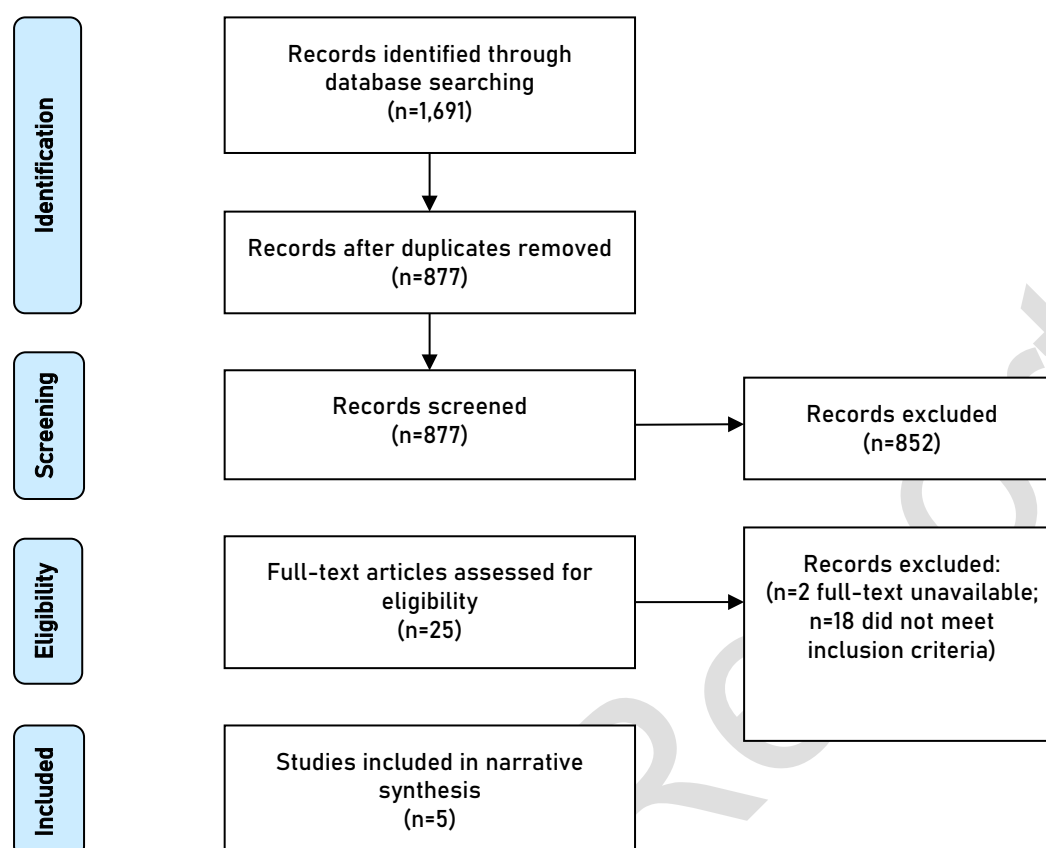 Identification
Records identified through
database searching
(n=1,691)
Records after duplicates removed
(n=877)
Screening
Records screened
(n=877)
Records excluded
(n=852)
Eligibility
Full-text articles assessed for
eligibility
(n=25)
Records excluded:
(n=2 full-text unavailable;
n=18 did not meet
inclusion criteria)
Included
Studies included in narrative
synthesis
(n=5)